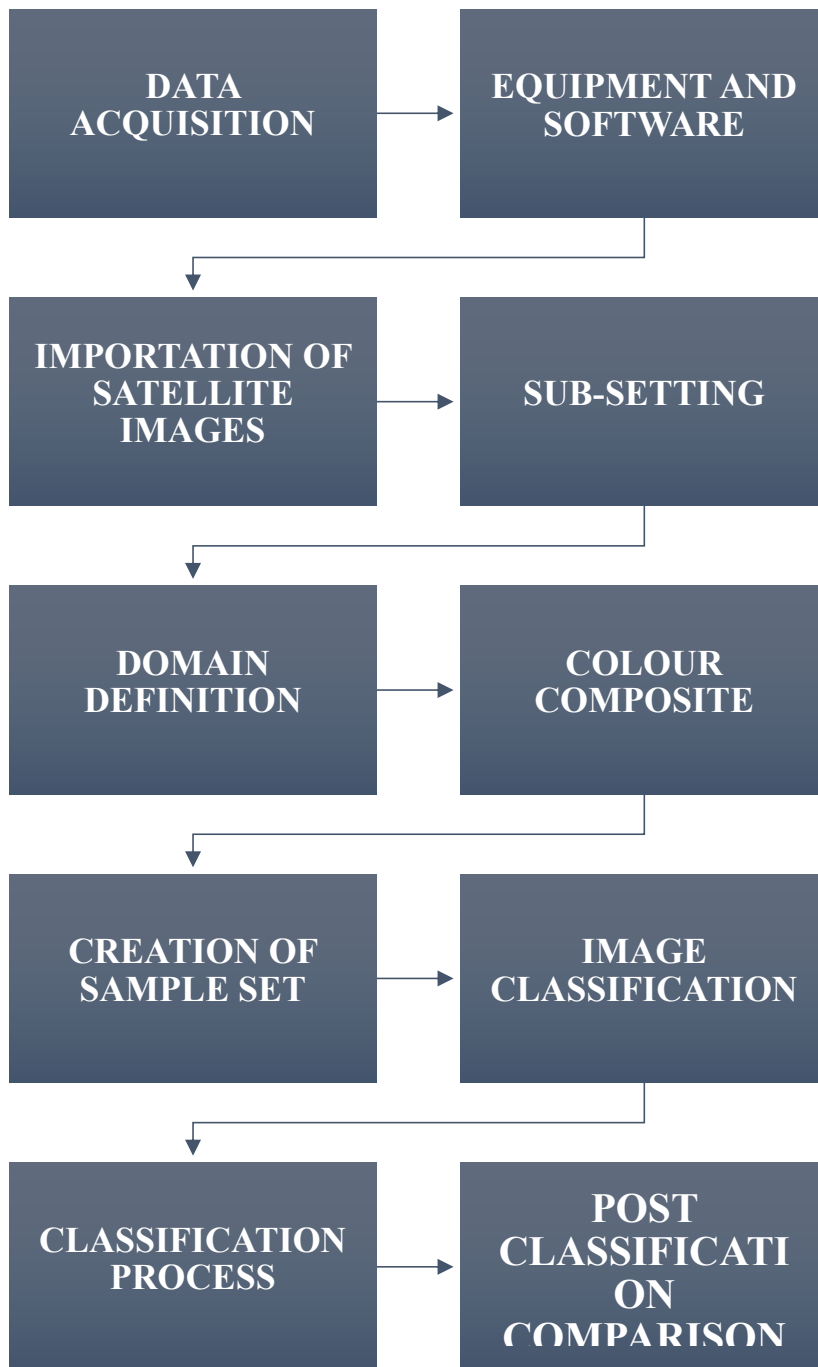 DATA
ACQUISITION
EQUIPMENT AND
SOFTWARE
IMPORTATION OF
SATELLITE
IMAGES
SUB-SETTING
DOMAIN
DEFINITION
COLOUR
COMPOSITE
CREATION OF
SAMPLE SET
IMAGE
CLASSIFICATION
CLASSIFICATION
PROCESS
POST
CLASSIFICATI
ON
COMPARISON